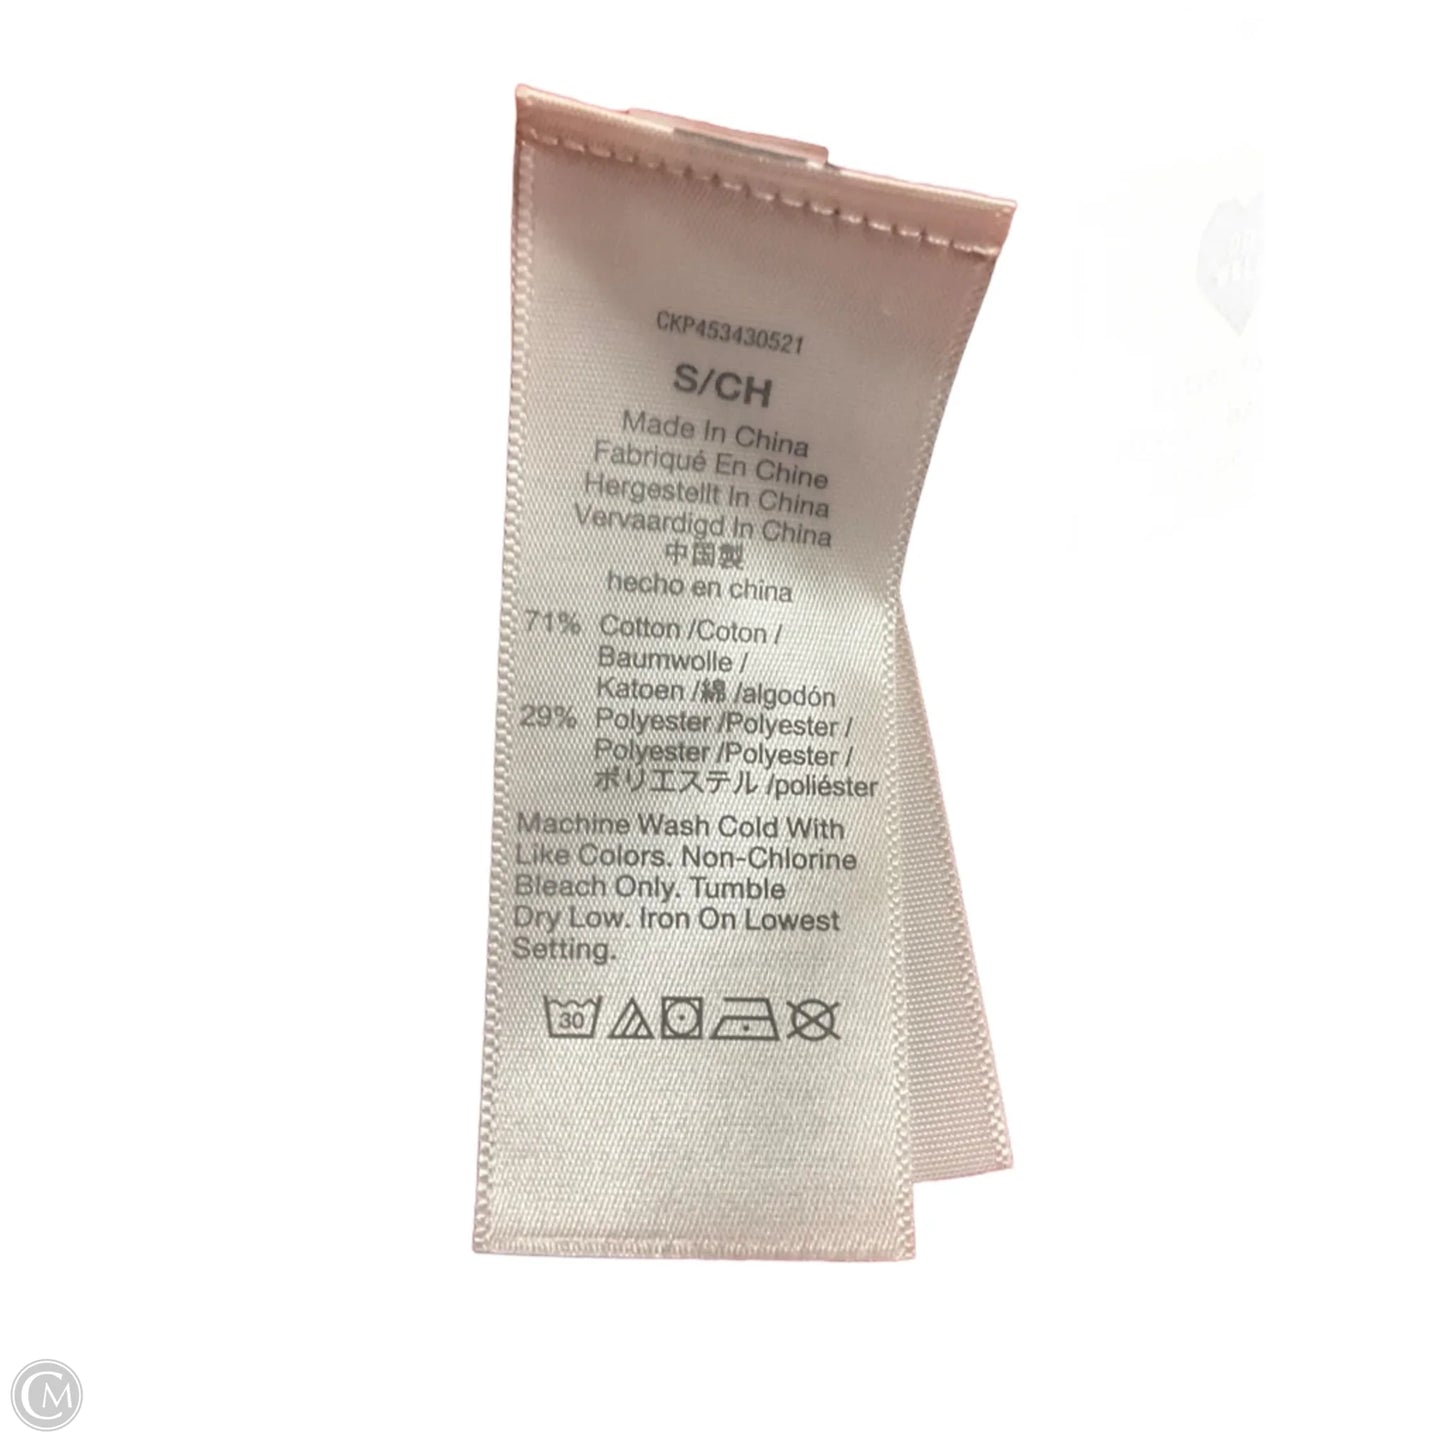 CKP453430521
S/CH
Made In China
Fabriqué En Chine
Hergestellt In China
Vervaardigd In China
中国製
hecho en china
71% Cotton /Coton /
Baumwolle /
Katoen /綿 /algodón
29% Polyester /Polyester /
Polyester /Polyester /
ポリエステル /poliéster
Machine Wash Cold With
Like Colors. Non-Chlorine
Bleach Only. Tumble
Dry Low. Iron On Lowest
Setting.
30
CM